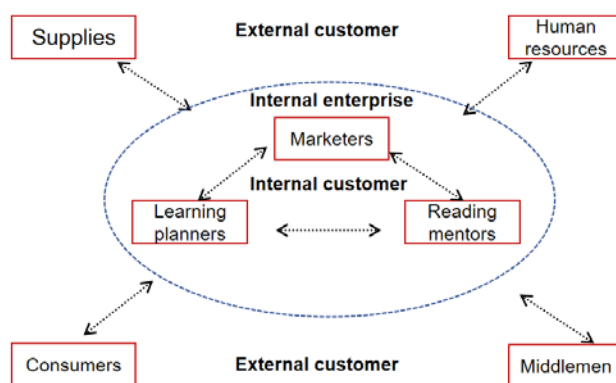 Supplies
External customer
Human
resources
Internal enterprise
Marketers
Internal customer
Learning
planners
Reading
mentors
Consumers
External customer
Middlemen